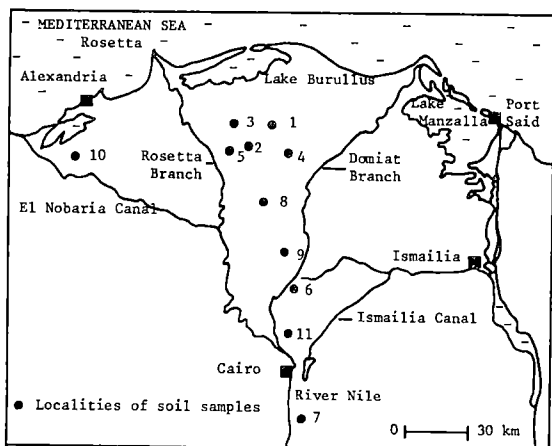 MEDITERRANEAN SEA
Rosetta
Alexandria
Lake Burullus
Lake
Manzalla
Port
Said
3
1
5
2
4
10
Rosetta
Branch
Domiat
Branch
El Nobaria Canal
8
9
Ismailia
6
Ismailia Canal
11
Cairo
River Nile
7
Localities of soil samples
0 30 km